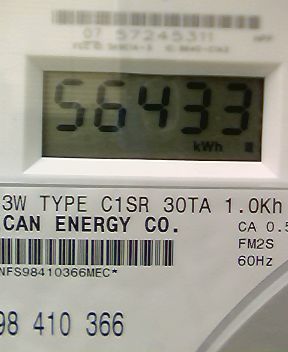 07 57245311
56433
kWh
3W TYPE C1SR 30TA 1.0Kh
CAN ENERGY CO.
CA 0.5
FM2S
60Hz
NFS98410366MEC*
98 410 366